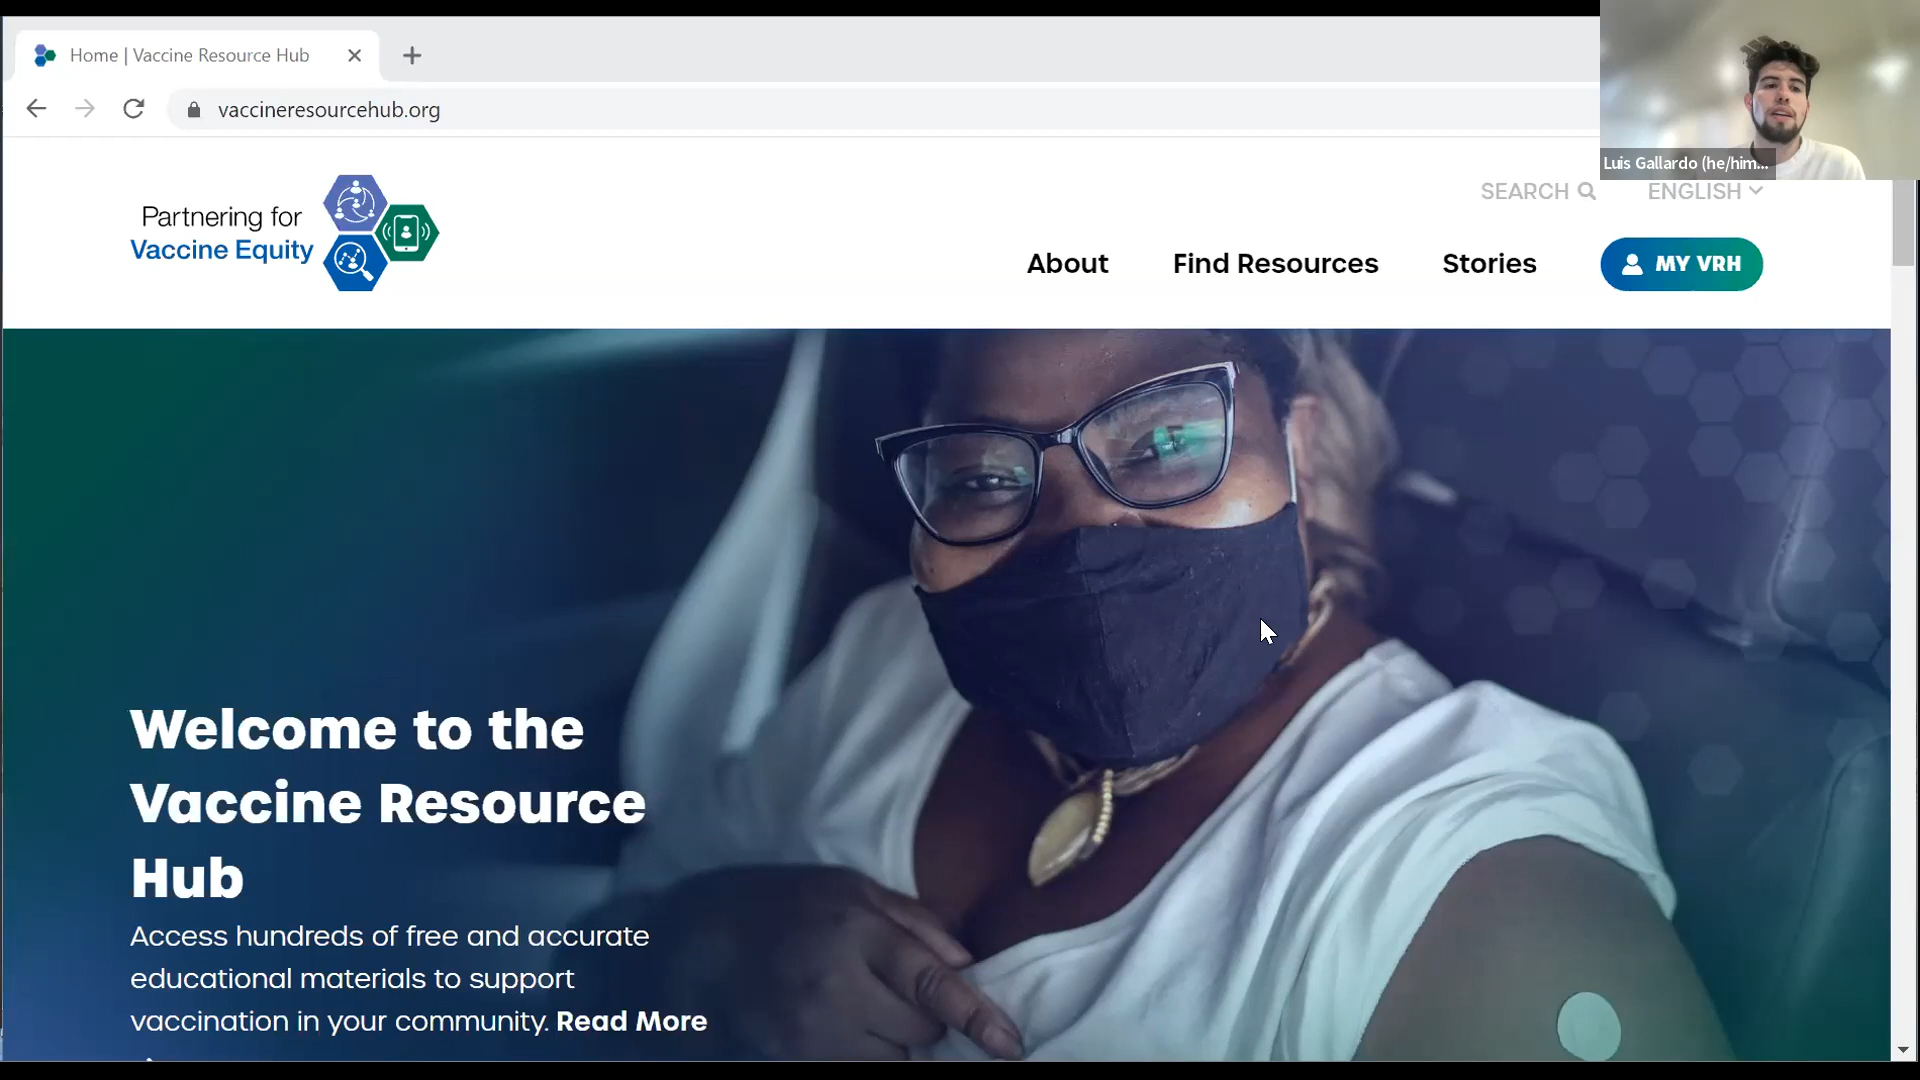 Home | Vaccine Resource Hub
vaccineresourcehub.org
Luis Gallardo (he/him...
SEARCH
ENGLISH
Partnering for
Vaccine Equity
About
Find Resources
Stories
MY VRH
Welcome to the
Vaccine Resource
Hub
Access hundreds of free and accurate
educational materials to support
vaccination in your community. Read More